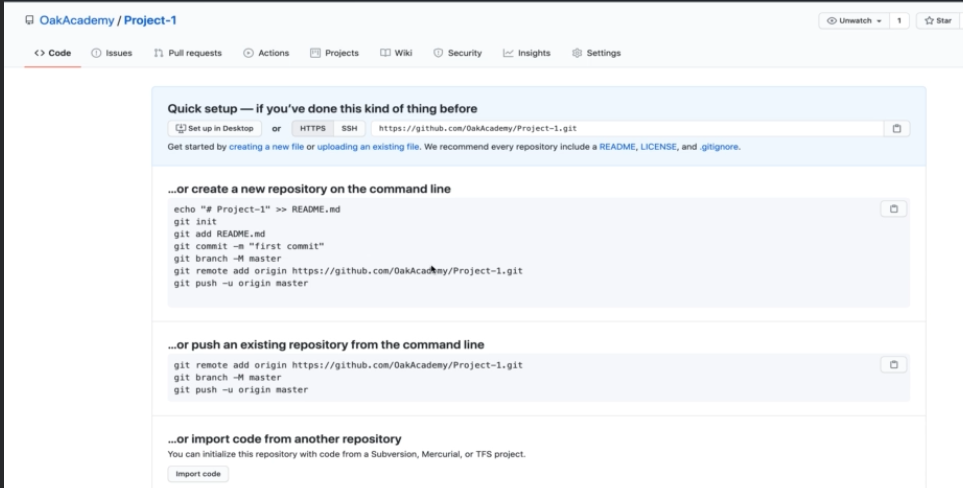 OakAcademy / Project-1
Unwatch 1 Star
Code Issues Pull requests Actions Projects Wiki Security Insights Settings
Quick setup — if you've done this kind of thing before
Set up in Desktop or HTTPS SSH https://github.com/OakAcademy/Project-1.git
Get started by creating a new file or uploading an existing file. We recommend every repository include a README, LICENSE, and .gitignore.
...or create a new repository on the command line
echo "# Project-1" >> README.md
git init
git add README.md
git commit -m "first commit"
git branch -M master
git remote add origin https://github.com/OakAcademy/Project-1.git
git push -u origin master
...or push an existing repository from the command line
git remote add origin https://github.com/OakAcademy/Project-1.git
git branch -M master
git push -u origin master
...or import code from another repository
You can initialize this repository with code from a Subversion, Mercurial, or TFS project.
Import code